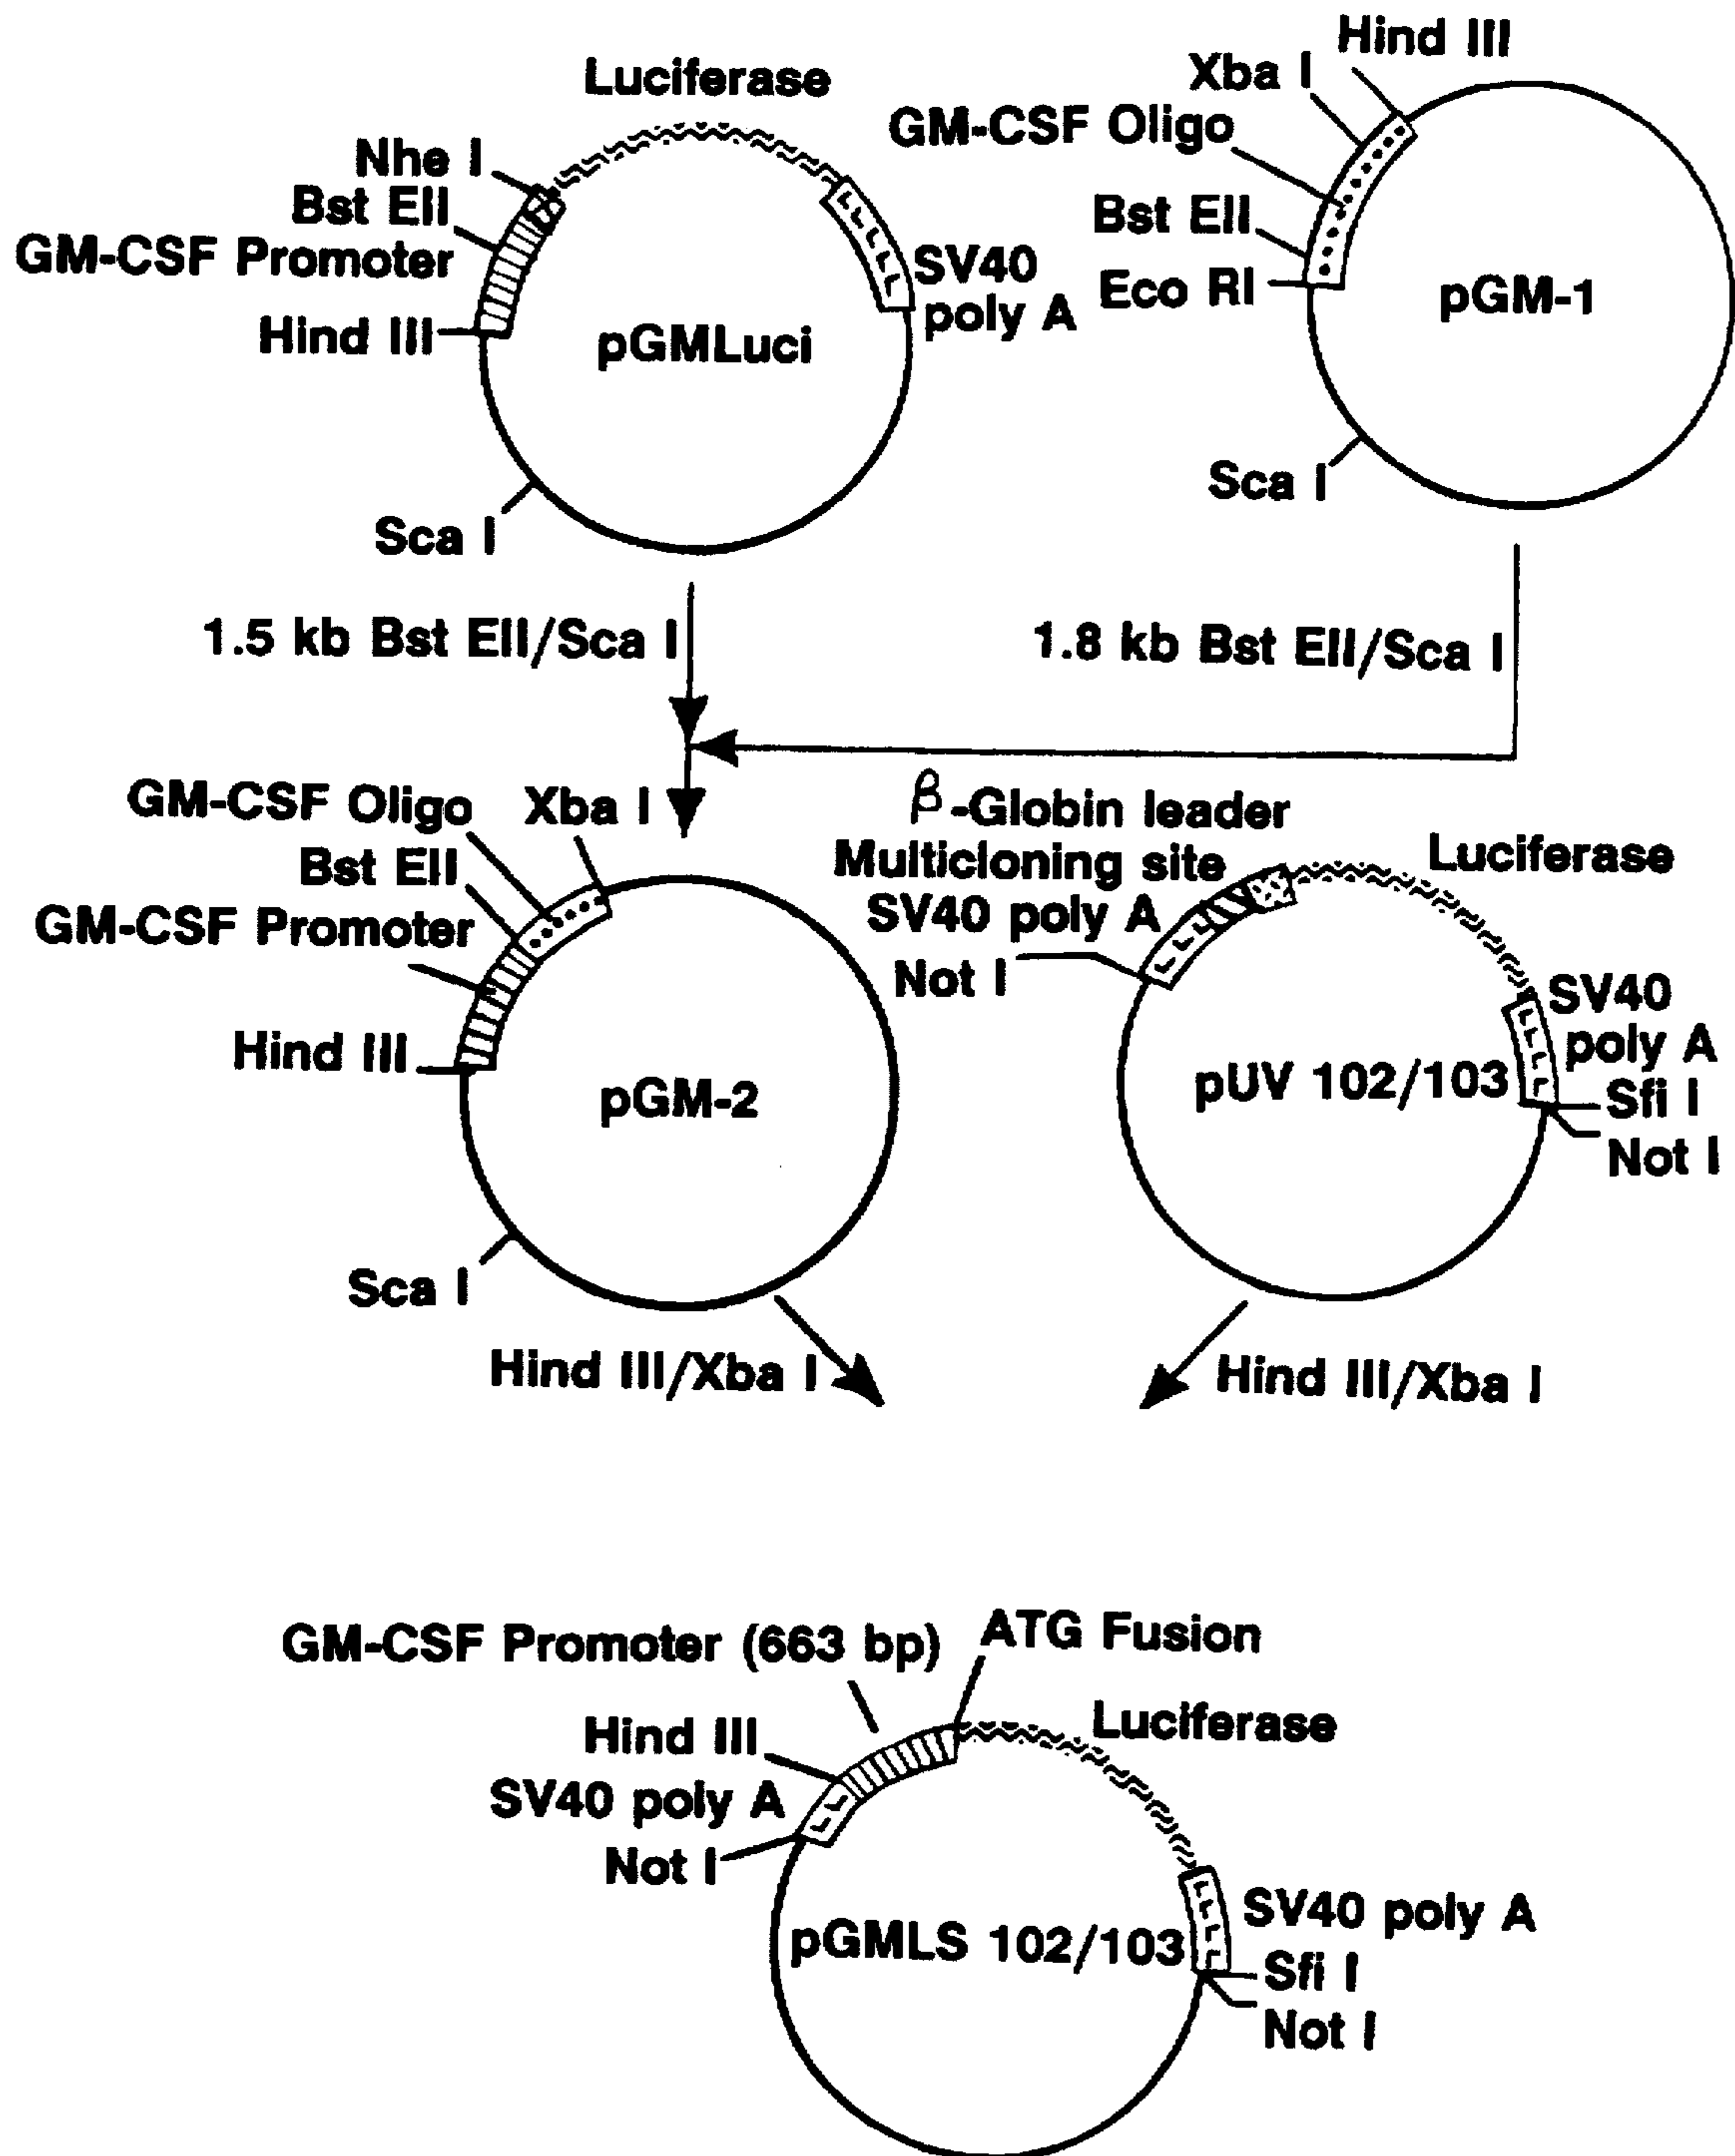 Luciferase
Nhe I
Bst EII
GM-CSF Promoter
Hind III
SV40
poly A
pGMLuci
Sca I
Hind III
Xba I
GM-CSF Oligo
Bst EII
Eco RI
pGM-1
Sca I
1.5 kb Bst EII/Sca I
1.8 kb Bst EII/Sca I
GM-CSF Oligo
Xba I
Bst EII
GM-CSF Promoter
Hind III
pGM-2
Sca I
β-Globin leader
Multicloning site
SV40 poly A
Not I
Luciferase
SV40
poly A
Sfi I
Not I
pUV 102/103
Hind III/Xba I
Hind III/Xba I
GM-CSF Promoter (663 bp)
ATG Fusion
Hind III
Luciferase
SV40 poly A
Not I
pGMLS 102/103
SV40 poly A
Sfi I
Not I